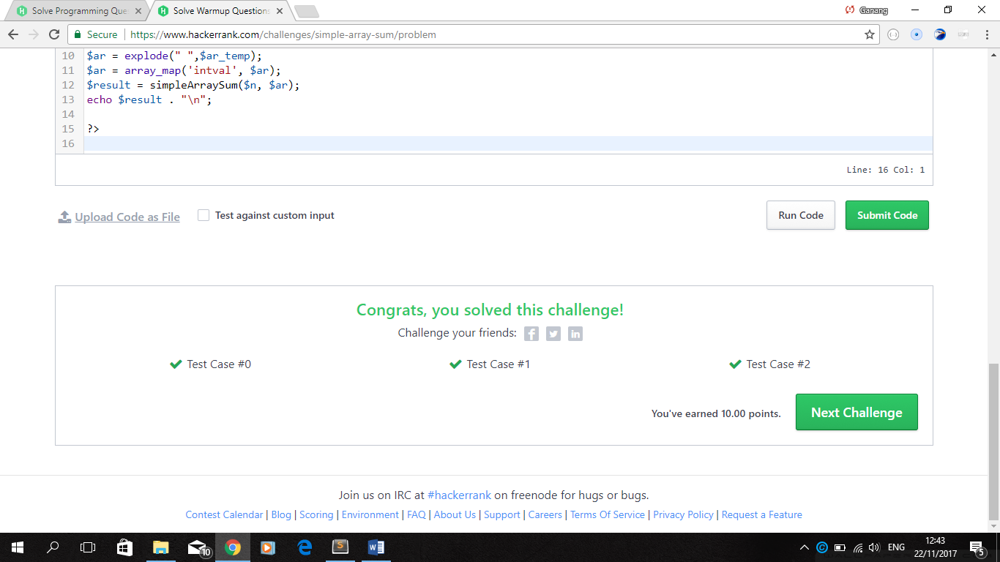 Solve Programming Que
Solve Warmup Questions
Ganang
Secure
https://www.hackerrank.com/challenges/simple-array-sum/problem
10 $ar = explode(" ",$ar_temp);
11 $ar = array_map('intval', $ar);
12 $result = simpleArraySum($n, $ar);
13 echo $result . "\n";
14
15 ?>
16
Line: 16 Col: 1
Upload Code as File
Test against custom input
Run Code
Submit Code
Congrats, you solved this challenge!
Challenge your friends:
Test Case #0
Test Case #1
Test Case #2
You've earned 10.00 points.
Next Challenge
Join us on IRC at #hackerrank on freenode for hugs or bugs.
Contest Calendar | Blog | Scoring | Environment | FAQ | About Us | Support | Careers | Terms Of Service | Privacy Policy | Request a Feature
10
ENG
12:43
22/11/2017
5